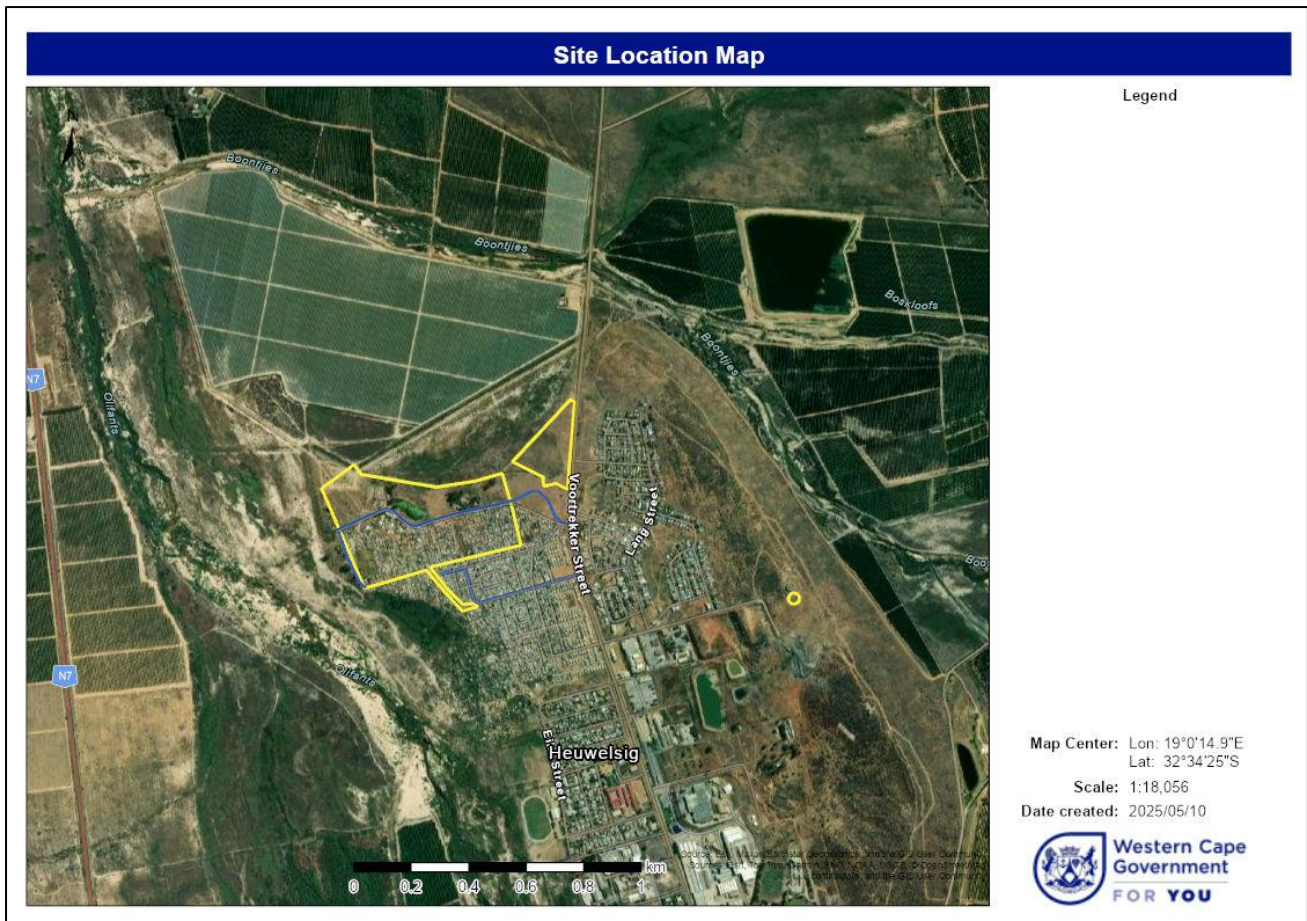 Site Location Map
Legend
Boontjies
Boontjies
Boskloofs
Boontjies
N7
Olifants
Voortrekker Street
Lang Street
N7
Olifants
Heuwelsig
Street
km
0 0.2 0.4 0.6 0.8 1
Map Center: Lon: 19°0'14.9"E
Lat: 32°34'25"S
Scale: 1:18,056
Date created: 2025/05/10
Western Cape
Government
FOR YOU